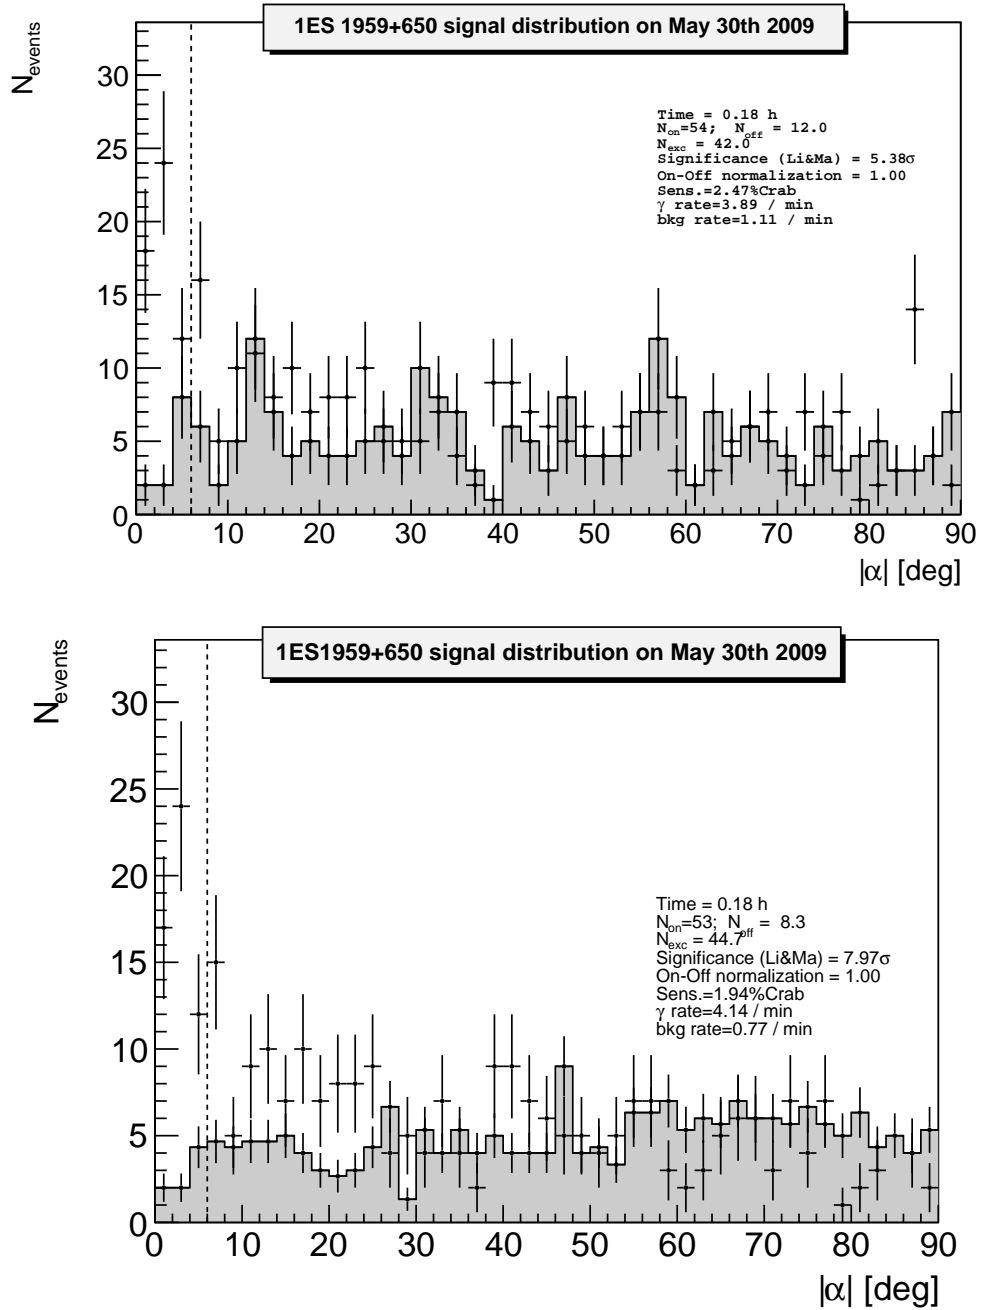 1ES 1959+650 signal distribution on May 30th 2009
N_events
30
25
20
15
10
5
0
Time = 0.18 h
N_on=54; N_off = 12.0
N_exc = 42.0
Significance (Li&Ma) = 5.38σ
On-Off normalization = 1.00
Sens.=2.47%Crab
γ rate=3.89 / min
bkg rate=1.11 / min
0 10 20 30 40 50 60 70 80 90
|α| [deg]
1ES1959+650 signal distribution on May 30th 2009
N_events
30
25
20
15
10
5
0
Time = 0.18 h
N_on=53; N_off = 8.3
N_exc = 44.7
Significance (Li&Ma) = 7.97σ
On-Off normalization = 1.00
Sens.=1.94%Crab
γ rate=4.14 / min
bkg rate=0.77 / min
0 10 20 30 40 50 60 70 80 90
|α| [deg]